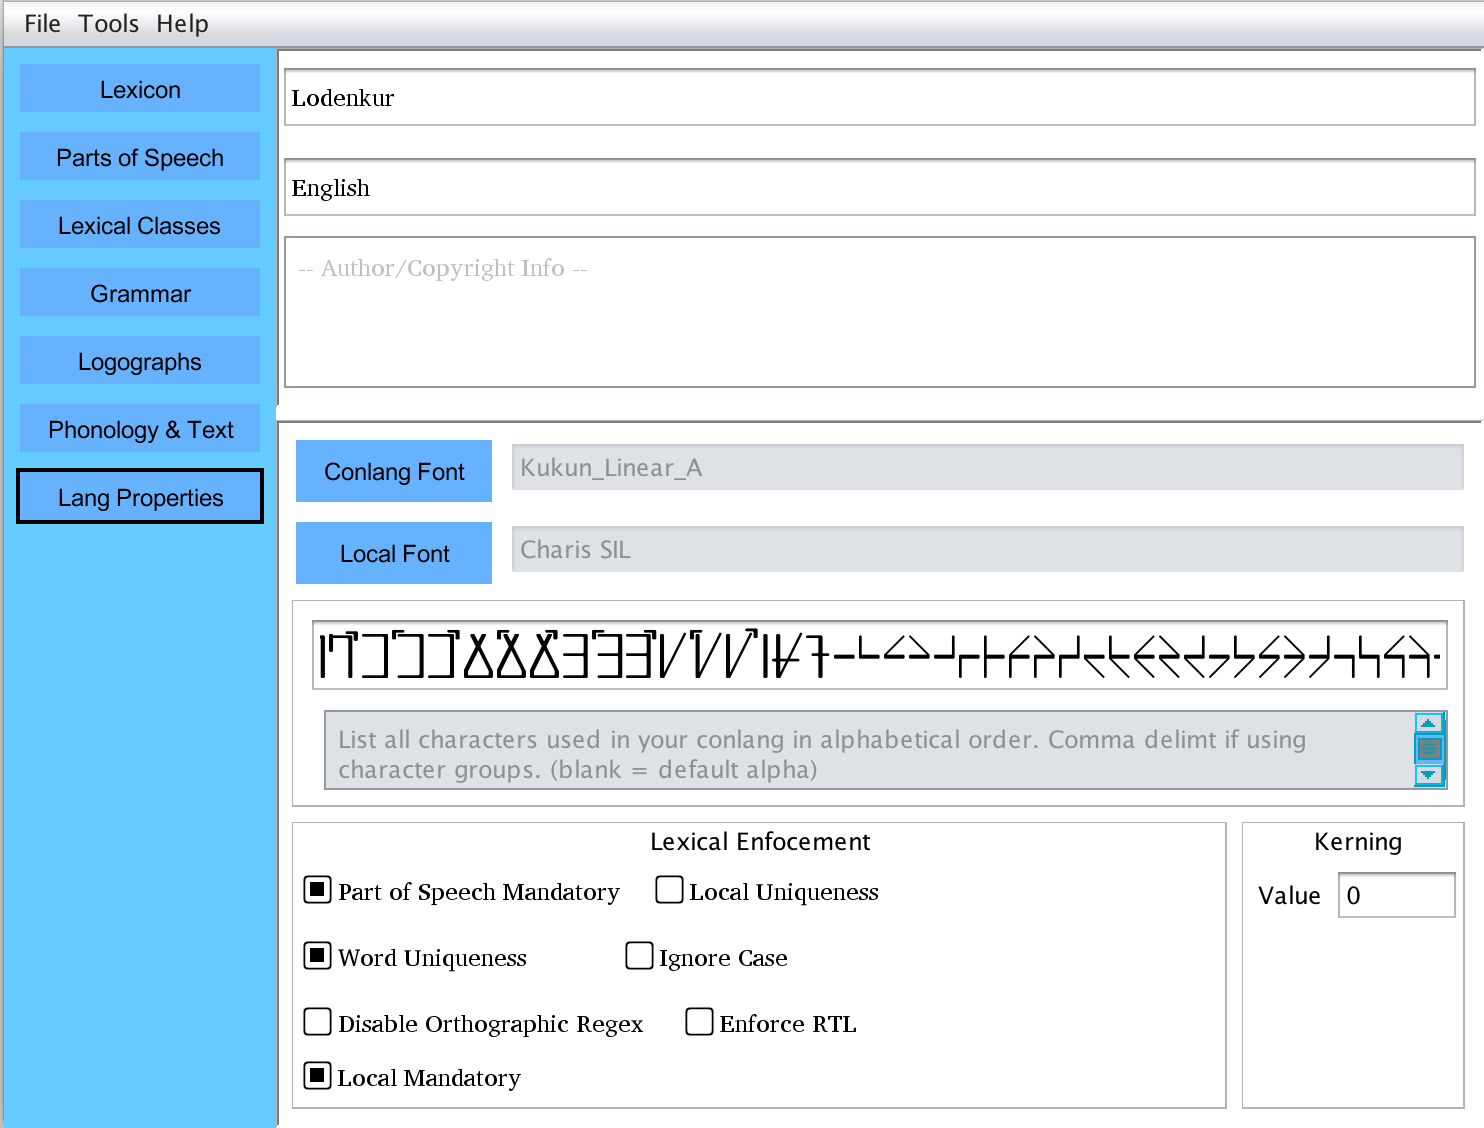 File Tools Help
Lexicon
Parts of Speech
Lexical Classes
Grammar
Logographs
Phonology & Text
Lang Properties
Lodenkur
English
-- Author/Copyright Info --
Conlang Font
Kukun_Linear_A
Local Font
Charis SIL
List all characters used in your conlang in alphabetical order. Comma delimt if using
character groups. (blank = default alpha)
Lexical Enfocement
Part of Speech Mandatory
Local Uniqueness
Word Uniqueness
Ignore Case
Disable Orthographic Regex
Enforce RTL
Local Mandatory
Kerning
Value 0